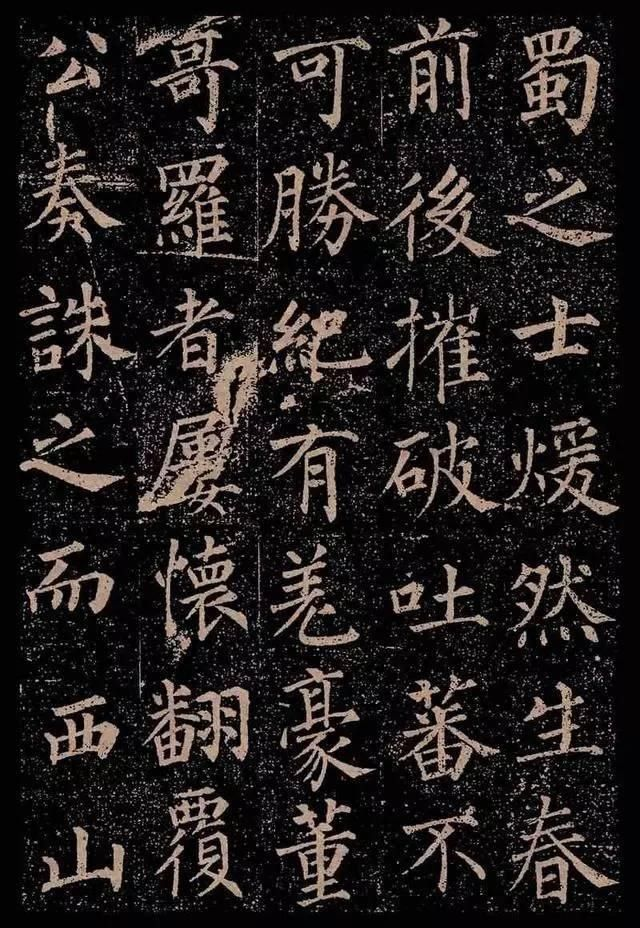 蜀之士煖然生春
前後摧破吐蕃不
可勝紀有羌豪董
哥羅者屢懷翻覆
公奏誅之而西山